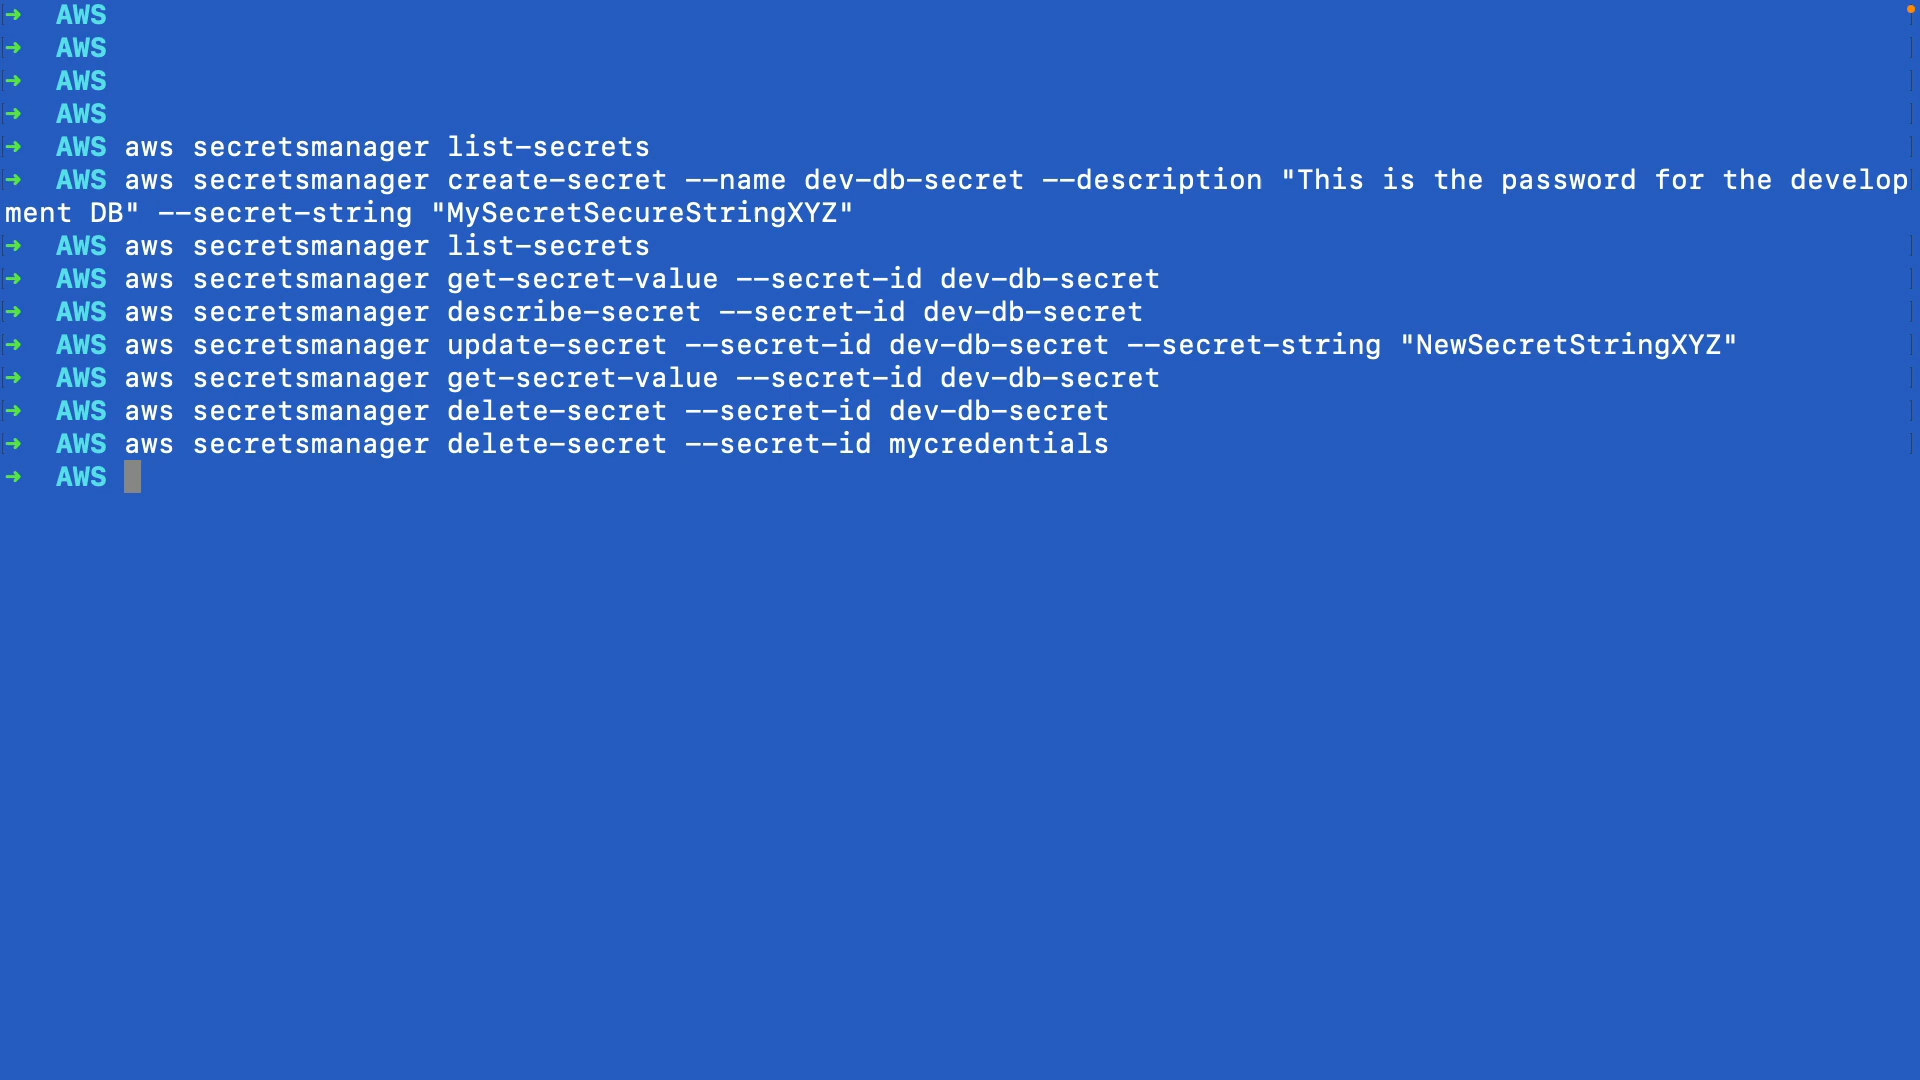 ➜ AWS
➜ AWS
➜ AWS
➜ AWS
➜ AWS aws secretsmanager list-secrets
➜ AWS aws secretsmanager create-secret --name dev-db-secret --description "This is the password for the develop
ment DB" --secret-string "MySecretSecureStringXYZ"
➜ AWS aws secretsmanager list-secrets
➜ AWS aws secretsmanager get-secret-value --secret-id dev-db-secret
➜ AWS aws secretsmanager describe-secret --secret-id dev-db-secret
➜ AWS aws secretsmanager update-secret --secret-id dev-db-secret --secret-string "NewSecretStringXYZ"
➜ AWS aws secretsmanager get-secret-value --secret-id dev-db-secret
➜ AWS aws secretsmanager delete-secret --secret-id dev-db-secret
➜ AWS aws secretsmanager delete-secret --secret-id mycredentials
➜ AWS